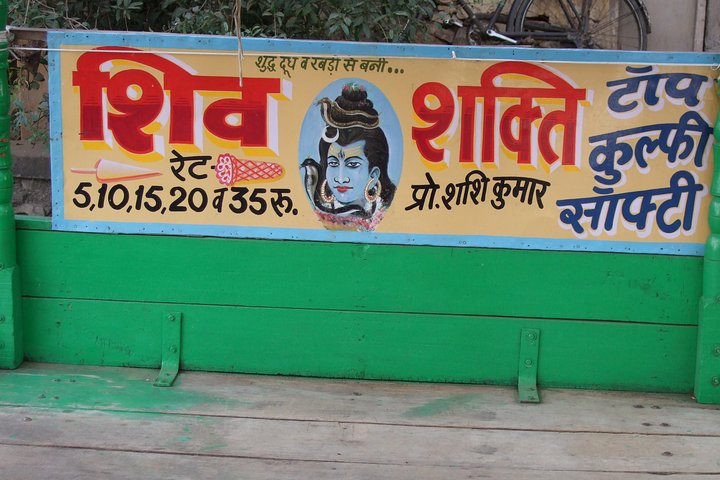 शुद्ध दूध व रबड़ी से बनी...
शिव शक्ति
रेट-
5,10,15,20 व 35 रू.
प्रो. शशि कुमार
टॉप
कुल्फी
सॉफ्टी